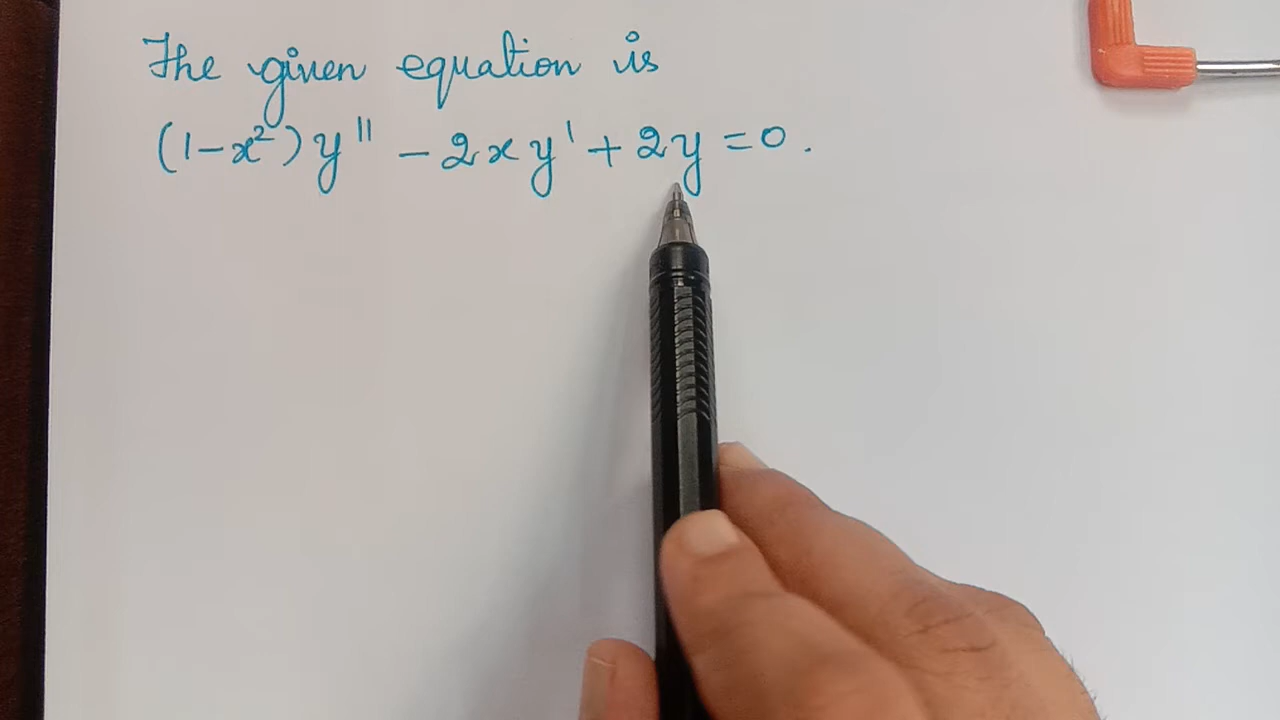 The given equation is
(1-x²)y'' - 2xy' + 2y = 0.